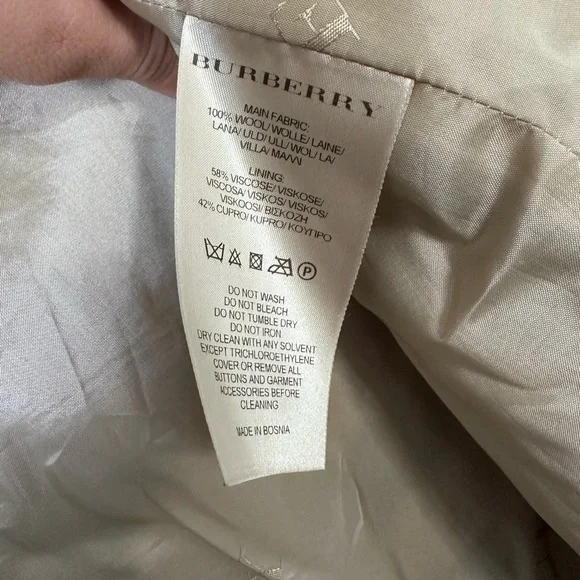 BURBERRY
MAIN FABRIC:
100% WOOL/ WOLLE/ LAINE/
LANA/ ULD/ ULL/ WOL/ LA/
VILLA/ MA/VI
LINING:
58% VISCOSE/ VISKOSE/
VISCOSA/ VISKOS/ VISKOS/
VISKOOSI/ ΒΙΣΚΟΖΗ
42% CUPRO/ KUPRO/ ΚΟΥΠΡΟ
P
DO NOT WASH
DO NOT BLEACH
DO NOT TUMBLE DRY
DO NOT IRON
DRY CLEAN WITH ANY SOLVENT
EXCEPT TRICHLOROETHYLENE
COVER OR REMOVE ALL
BUTTONS AND GARMENT
ACCESSORIES BEFORE
CLEANING
MADE IN BOSNIA